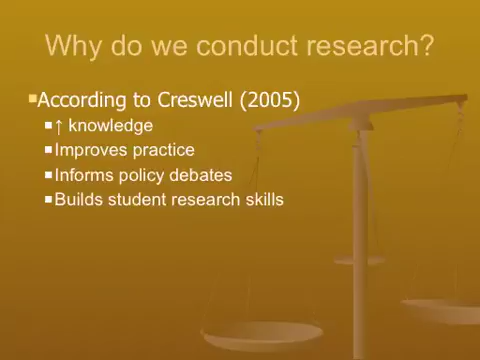 Why do we conduct research?
According to Creswell (2005)
↑ knowledge
Improves practice
Informs policy debates
Builds student research skills